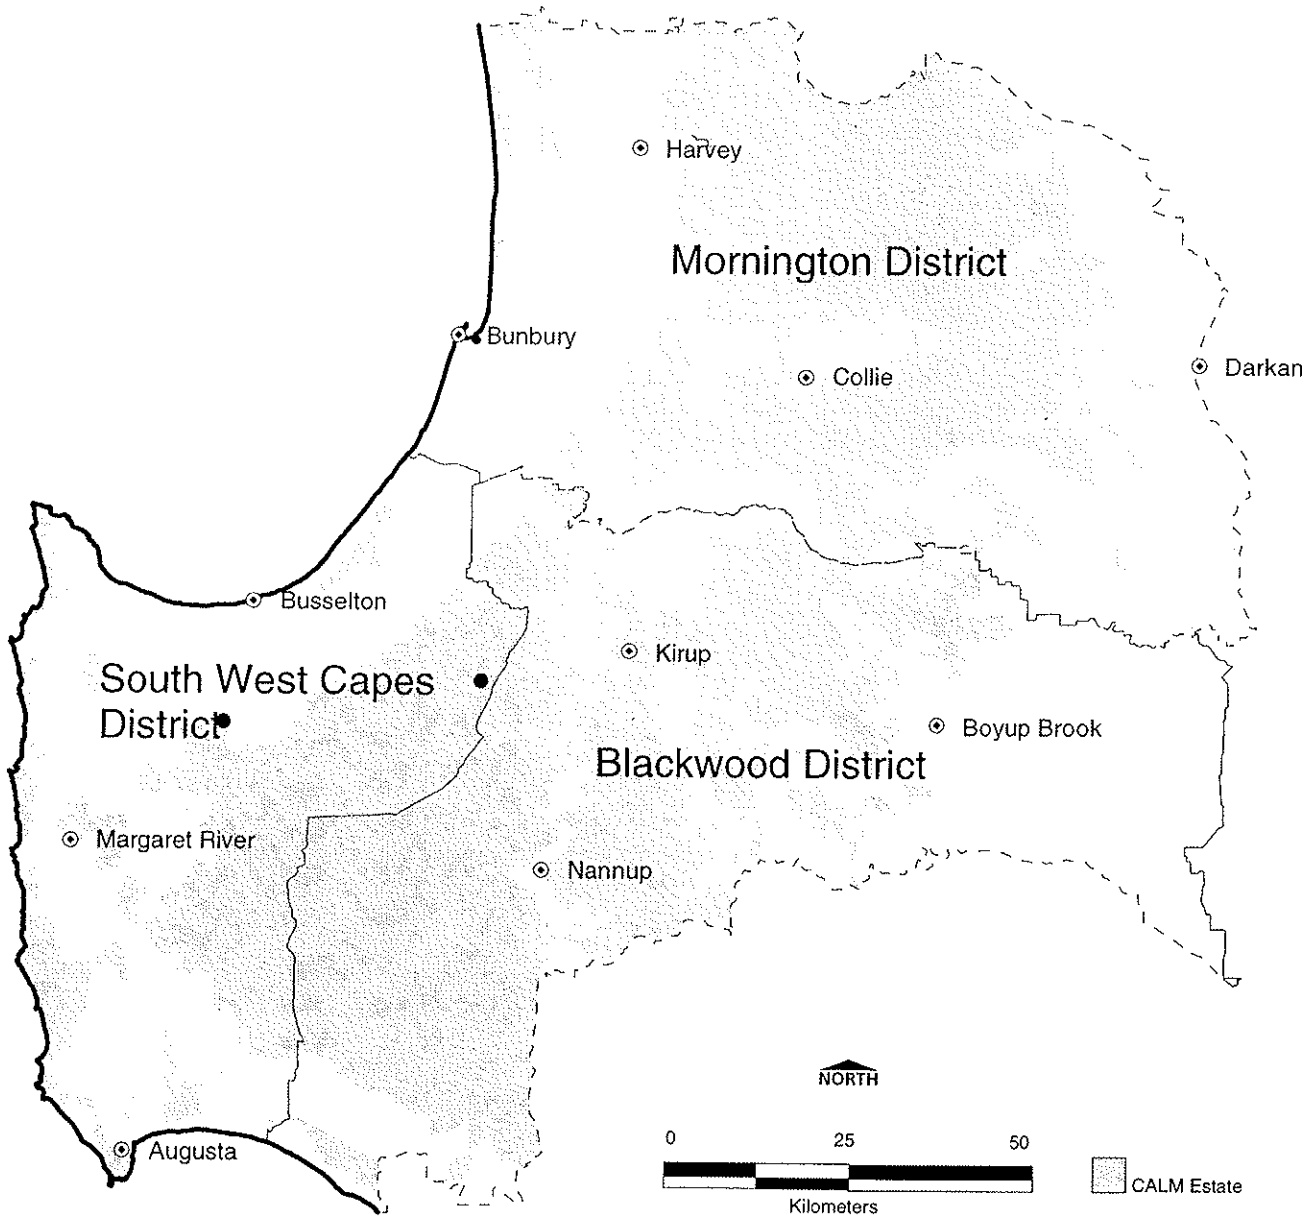 Harvey
Mornington District
Bunbury
Collie
Darkan
Busselton
Kirup
South West Capes
District
Boyup Brook
Blackwood District
Margaret River
Nannup
NORTH
0 25 50
Kilometers
Augusta
CALM Estate